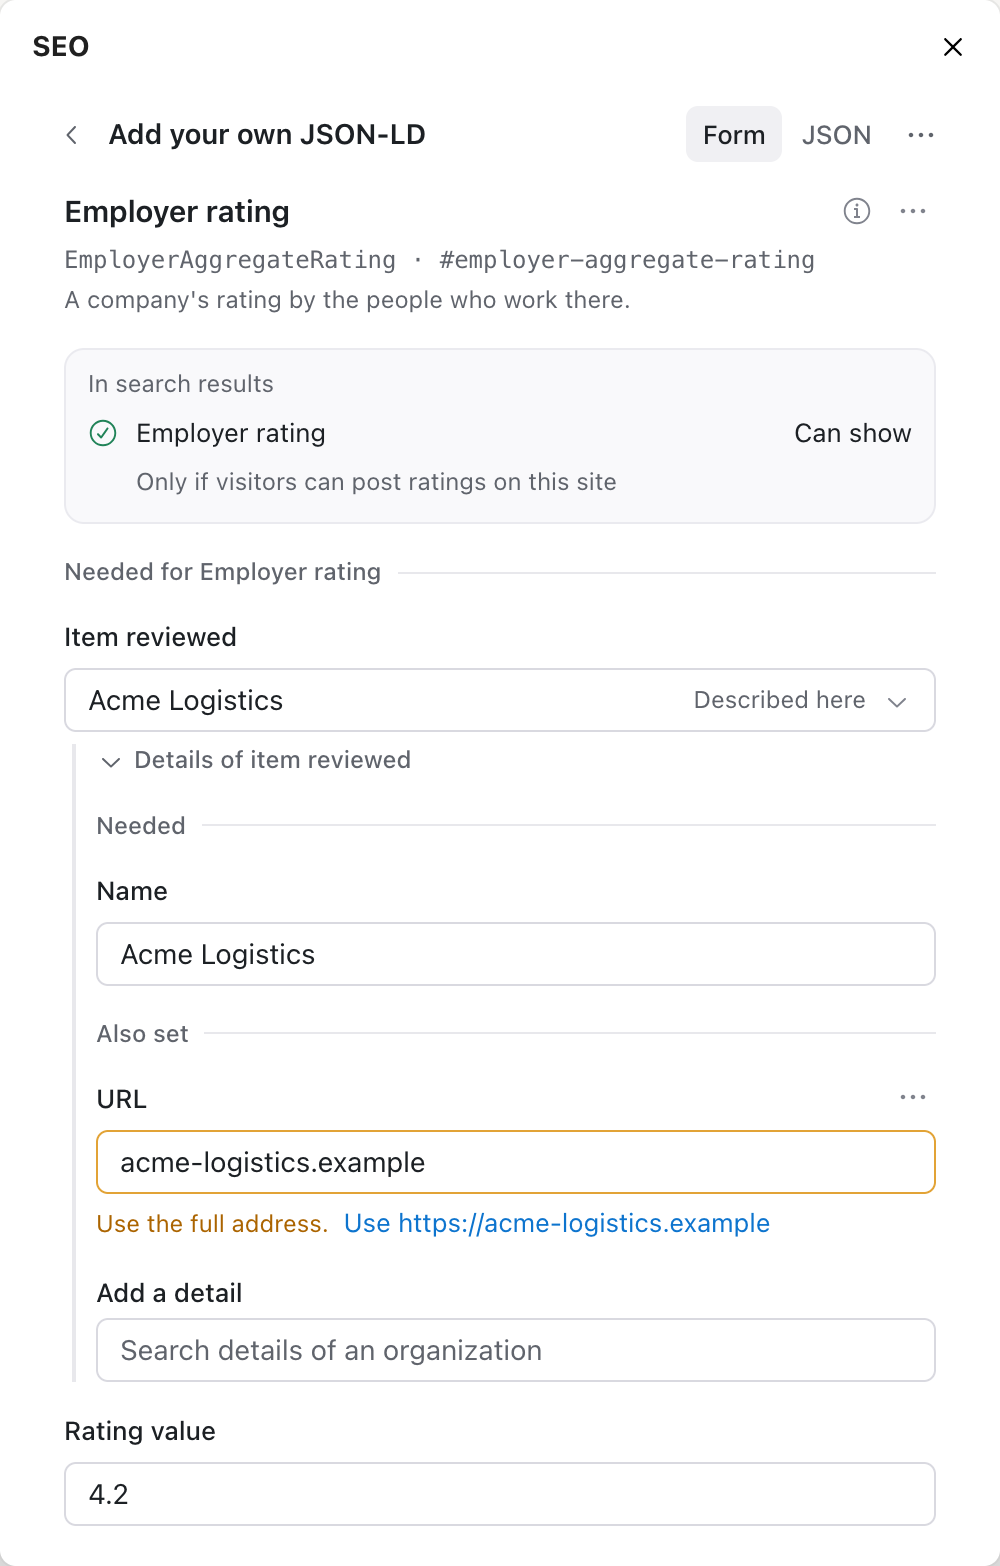 SEO
Add your own JSON-LD
Form
JSON
Employer rating
EmployerAggregateRating · #employer-aggregate-rating
A company's rating by the people who work there.
In search results
Employer rating
Can show
Only if visitors can post ratings on this site
Needed for Employer rating
Item reviewed
Acme Logistics
Described here
Details of item reviewed
Needed
Name
Acme Logistics
Also set
URL
acme-logistics.example
Use the full address. Use https://acme-logistics.example
Add a detail
Search details of an organization
Rating value
4.2